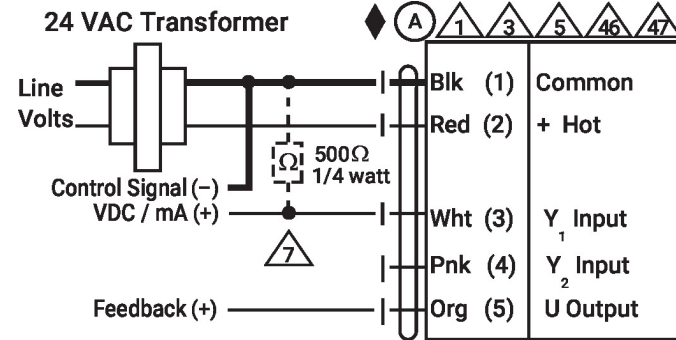 24 VAC Transformer
A 1 3 5 46 47
Line
Volts
Blk (1) Common
Red (2) + Hot
Ω 500Ω
1/4 watt
Control Signal (–)
VDC / mA (+)
Wht (3) Y1 Input
7
Pnk (4) Y2 Input
Feedback (+)
Org (5) U Output